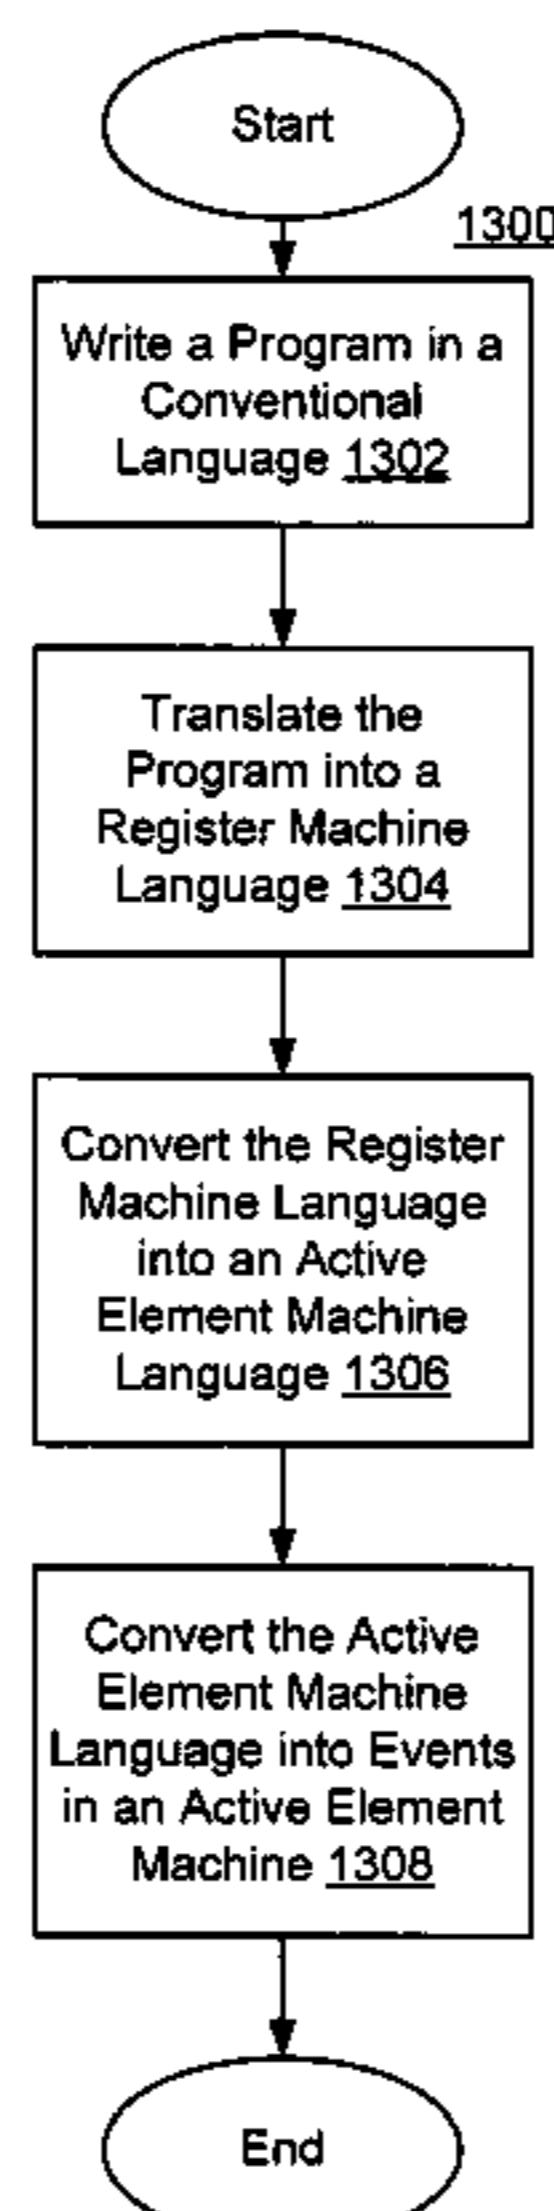 Start
1300
Write a Program in a
Conventional
Language 1302
Translate the
Program into a
Register Machine
Language 1304
Convert the Register
Machine Language
into an Active
Element Machine
Language 1306
Convert the Active
Element Machine
Language into Events
in an Active Element
Machine 1308
End